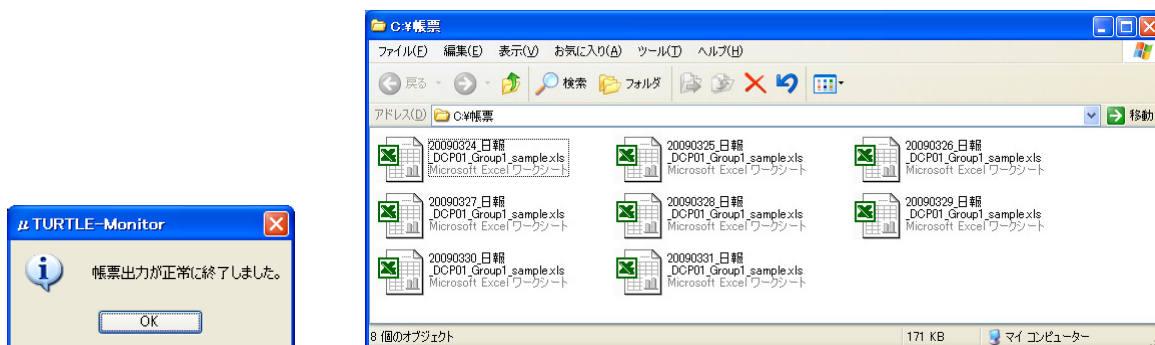 μTURTLE-Monitor
帳票出力が正常に終了しました。
OK
C:¥帳票
ファイル(F) 編集(E) 表示(V) お気に入り(A) ツール(T) ヘルプ(H)
戻る 検索 フォルダ
アドレス(D) C:¥帳票 移動
20090324_日報
_DCP01_Group1_sample.xls
Microsoft Excel ワークシート
20090325_日報
_DCP01_Group1_sample.xls
Microsoft Excel ワークシート
20090326_日報
_DCP01_Group1_sample.xls
Microsoft Excel ワークシート
20090327_日報
_DCP01_Group1_sample.xls
Microsoft Excel ワークシート
20090328_日報
_DCP01_Group1_sample.xls
Microsoft Excel ワークシート
20090329_日報
_DCP01_Group1_sample.xls
Microsoft Excel ワークシート
20090330_日報
_DCP01_Group1_sample.xls
Microsoft Excel ワークシート
20090331_日報
_DCP01_Group1_sample.xls
Microsoft Excel ワークシート
8 個のオブジェクト 171 KB マイ コンピューター